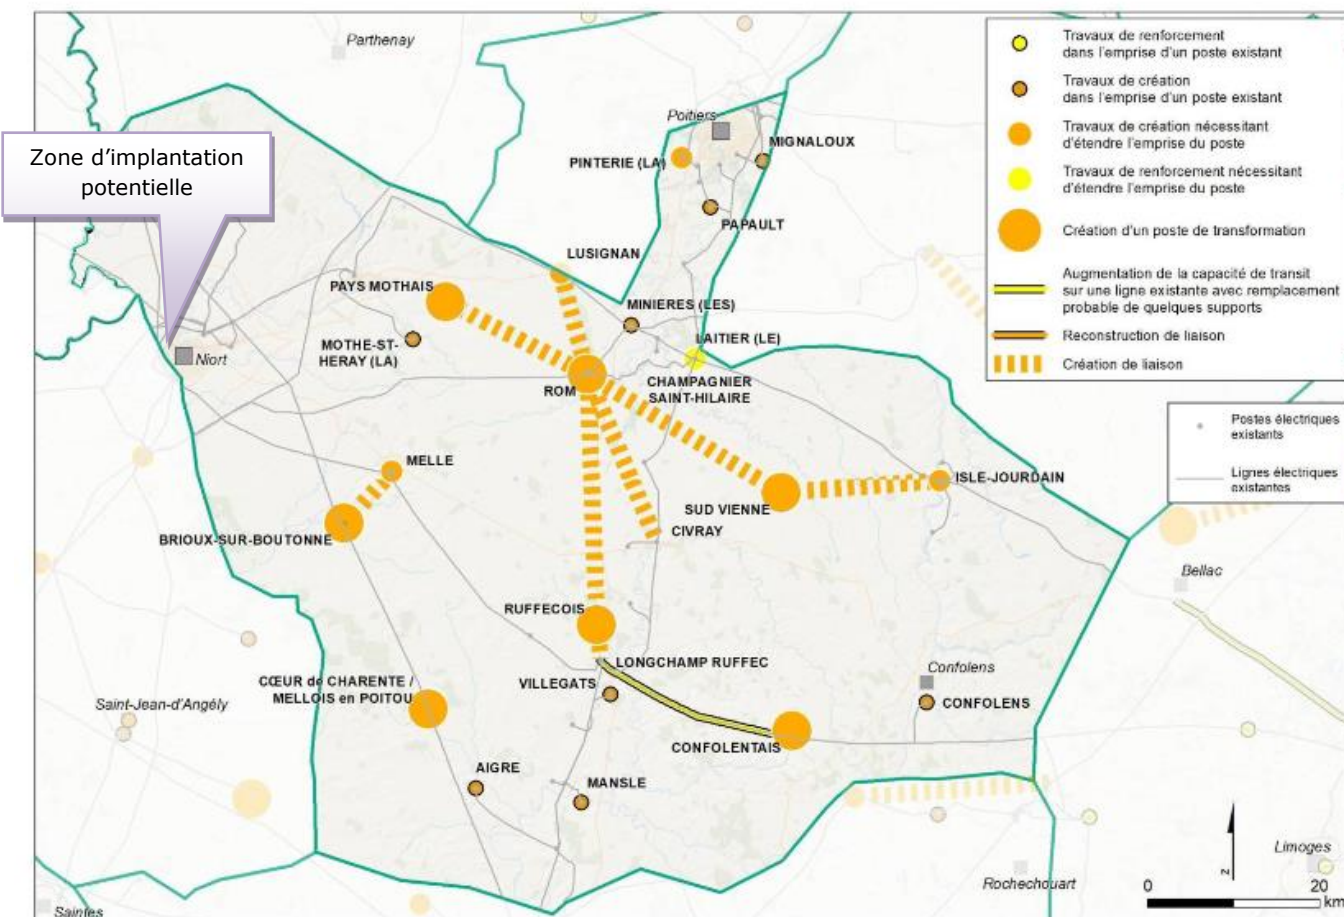 Parthenay
Zone d'implantation
potentielle
Poitiers
MIGNALOUX
PINTERIE (LA)
PAPAULT
LUSIGNAN
PAYS MOTHAIS
MINIERES (LES)
MOTHE-ST-
HERAY (LA)
LAITIER (LE)
Niort
ROM
CHAMPAGNIER
SAINT-HILAIRE
MELLE
ISLE-JOURDAIN
SUD VIENNE
BRIOUX-SUR-BOUTONNE
CIVRAY
Bellac
RUFFECOIS
LONGCHAMP RUFFEC
Confolens
CŒUR de CHARENTE /
MELLOIS en POITOU
VILLEGATS
Saint-Jean-d'Angély
CONFOLENS
CONFOLENTAIS
AIGRE
MANSLE
Limoges
Rochechouart
Saintes
Travaux de renforcement
dans l'emprise d'un poste existant
Travaux de création
dans l'emprise d'un poste existant
Travaux de création nécessitant
d'étendre l'emprise du poste
Travaux de renforcement nécessitant
d'étendre l'emprise du poste
Création d'un poste de transformation
Augmentation de la capacité de transit
sur une ligne existante avec remplacement
probable de quelques supports
Reconstruction de liaison
Création de liaison
Postes électriques
existants
Lignes électriques
existantes
N
0 20
km